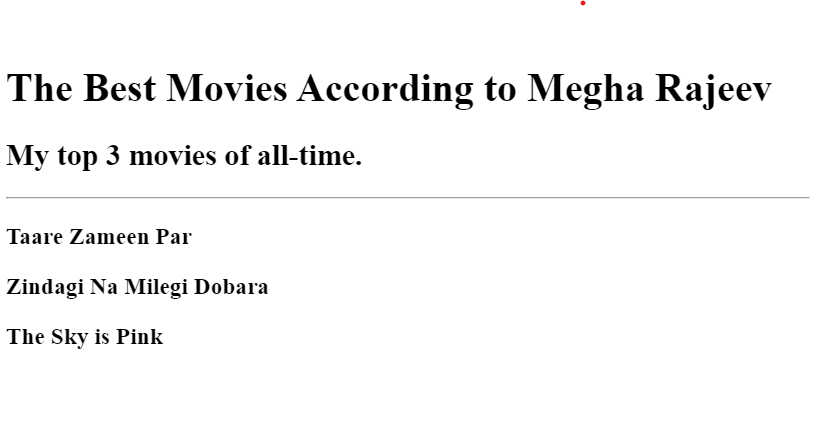 The Best Movies According to Megha Rajeev
My top 3 movies of all-time.
Taare Zameen Par
Zindagi Na Milegi Dobara
The Sky is Pink